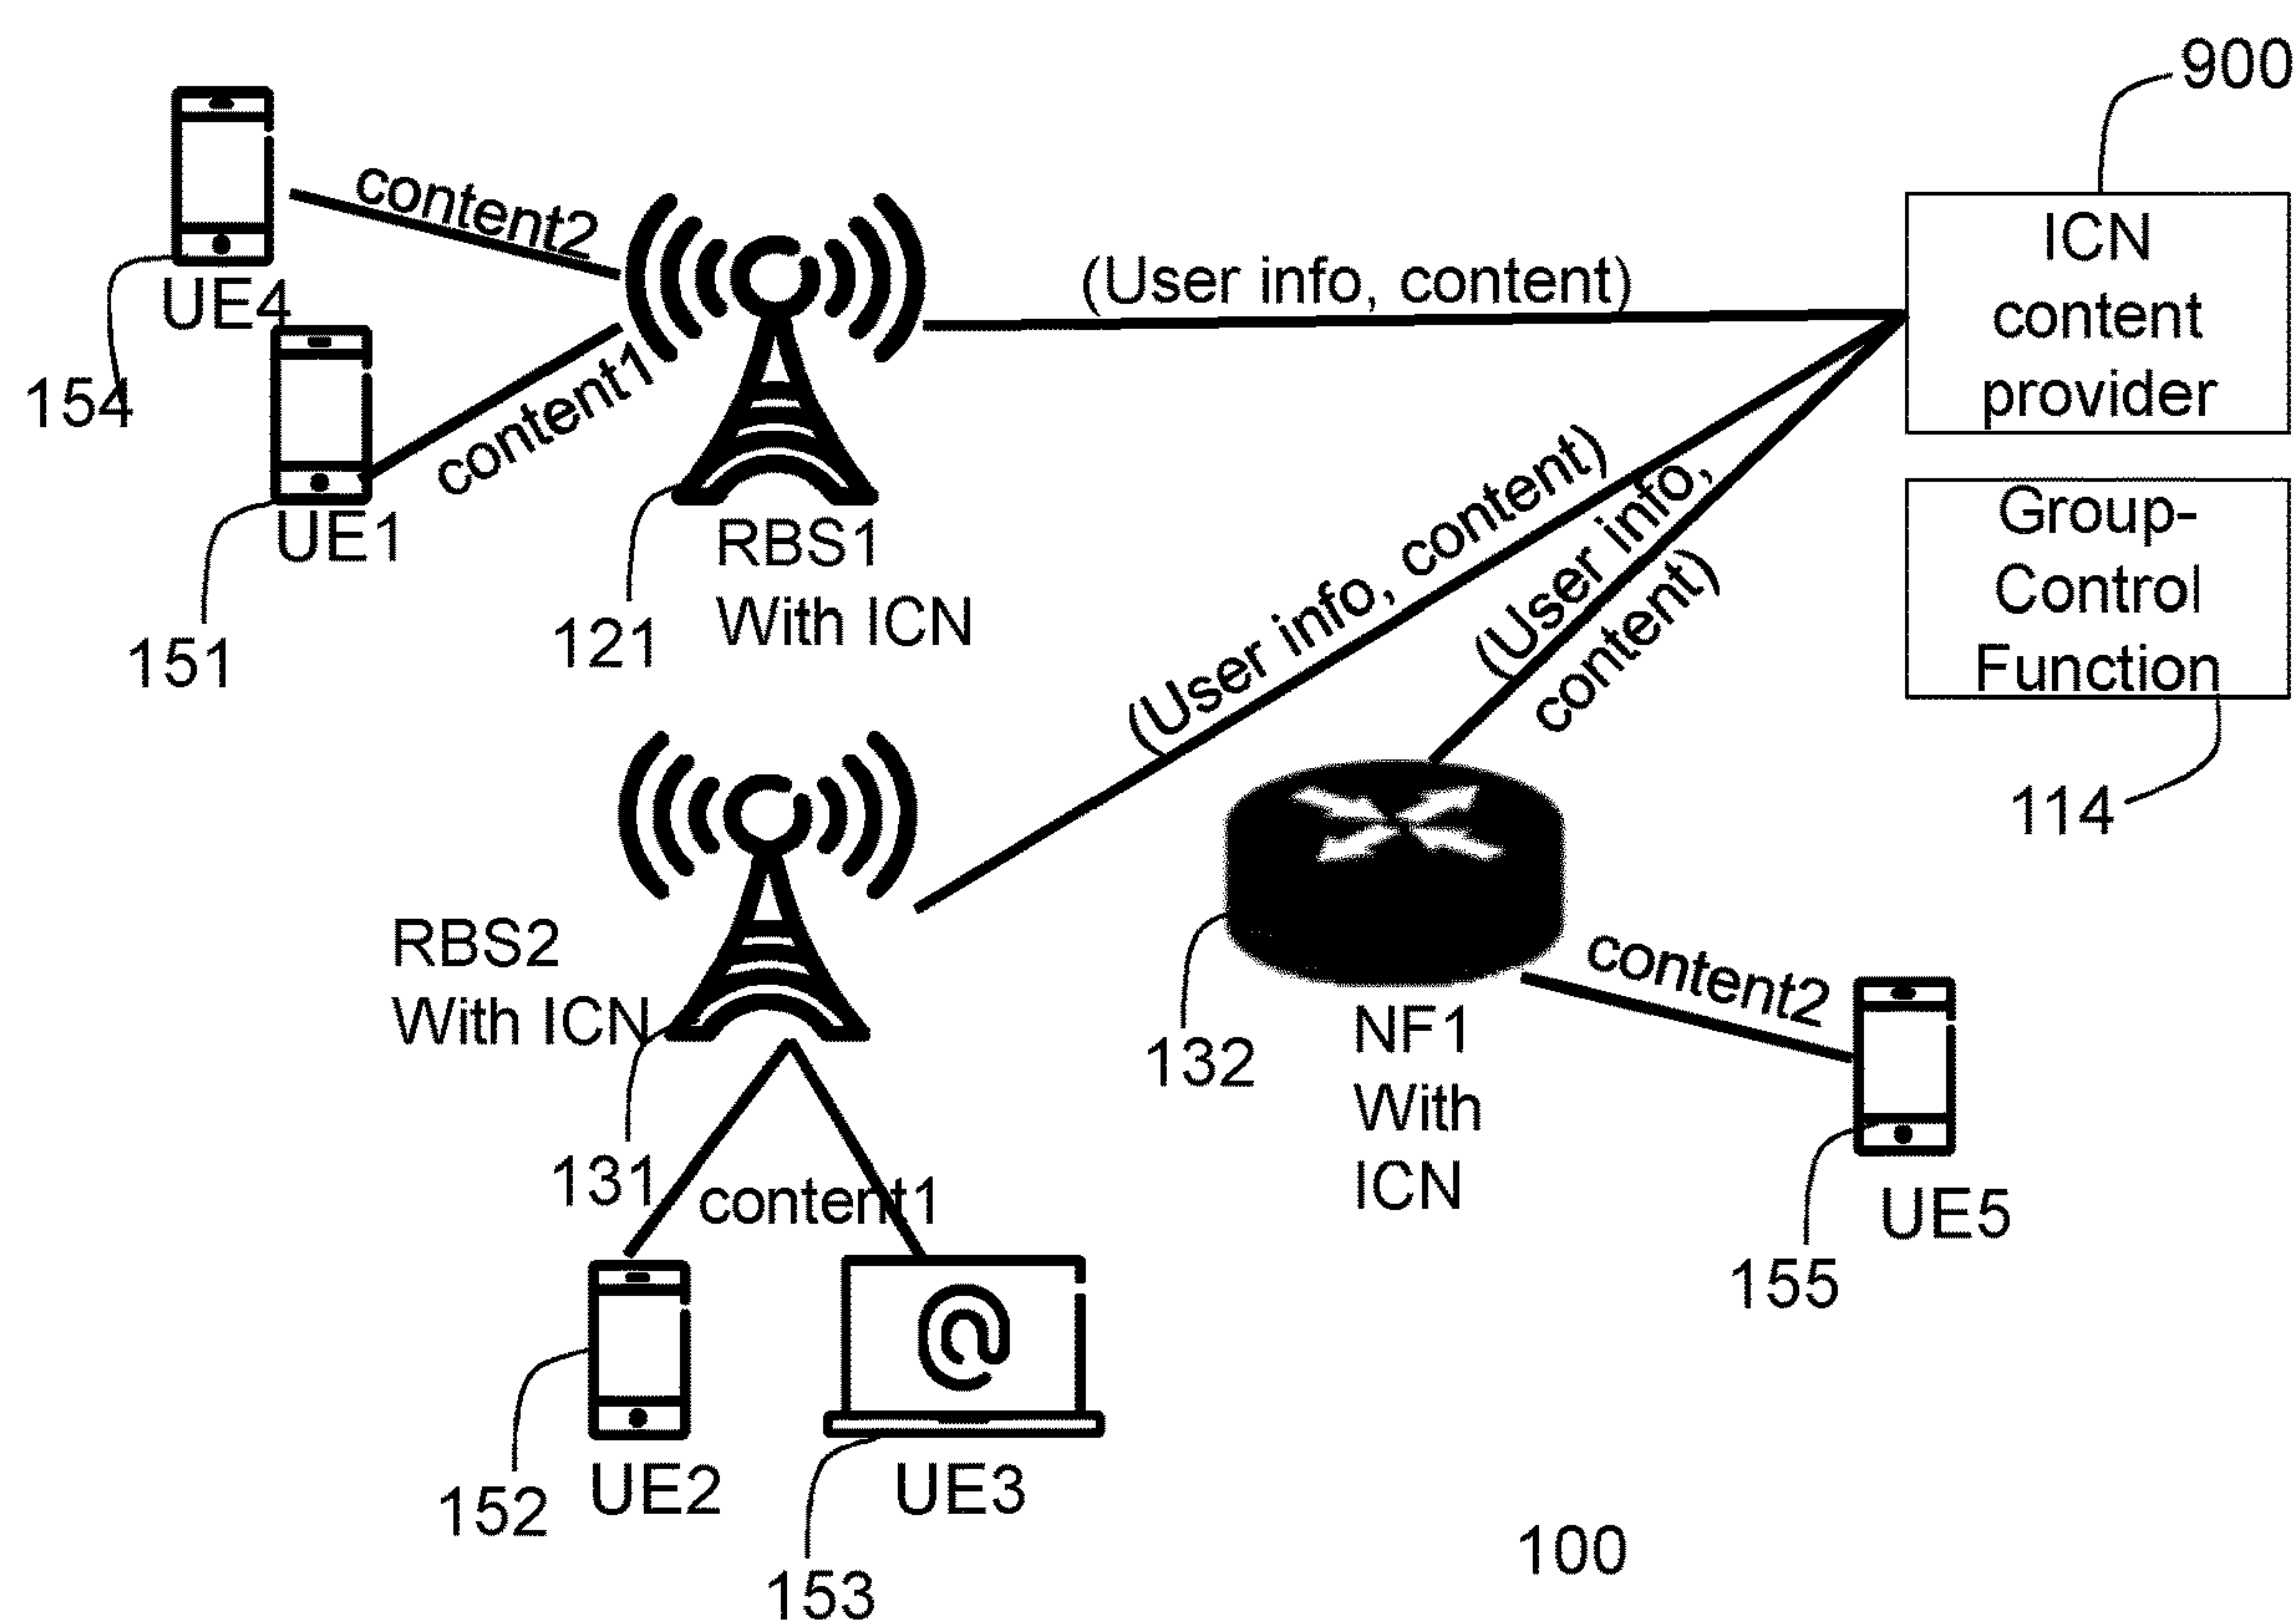 900
content2
UE4
154
content1
UE1
151
RBS1
With ICN
121
(User info, content)
ICN
content
provider
Group-
Control
Function
114
(User info, content)
(User info,
content)
RBS2
With ICN
131
content1
132
NF1
With
ICN
content2
UE5
155
152
UE2
@
UE3
153
100